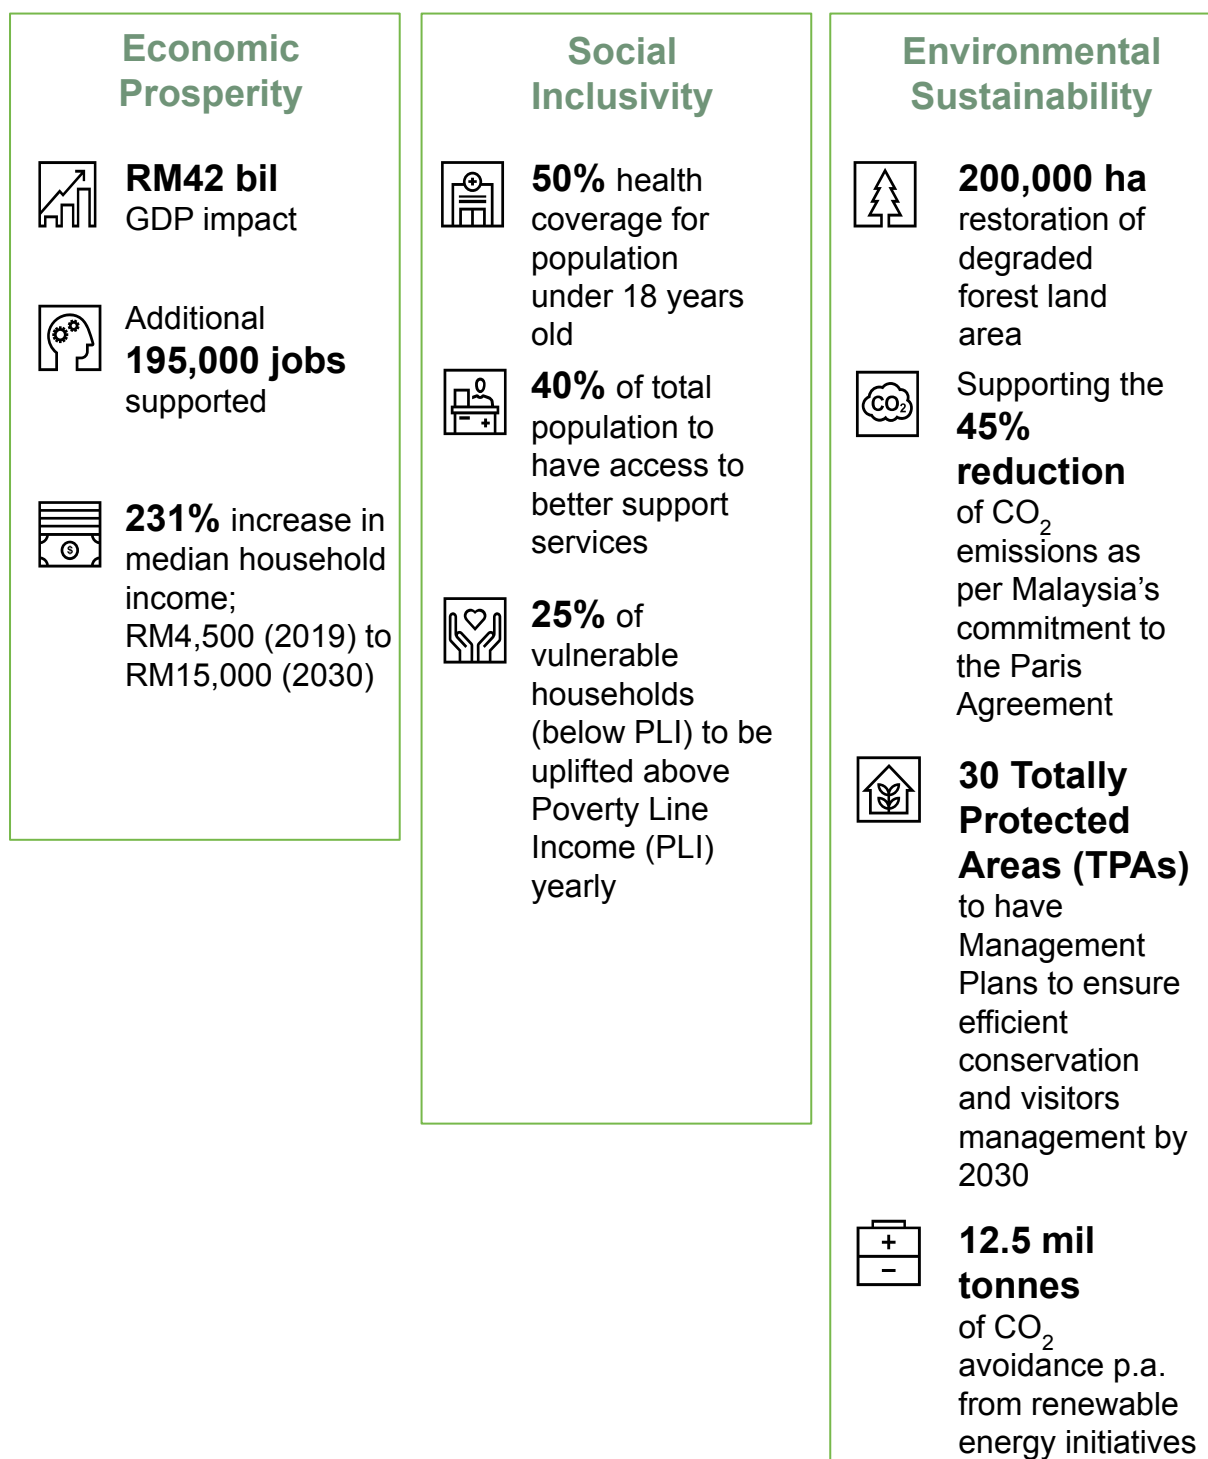 Economic
Prosperity
RM42 bil
GDP impact
Additional
195,000 jobs
supported
231% increase in
median household
income;
RM4,500 (2019) to
RM15,000 (2030)
Social
Inclusivity
50% health
coverage for
population
under 18 years
old
40% of total
population to
have access to
better support
services
25% of
vulnerable
households
(below PLI) to be
uplifted above
Poverty Line
Income (PLI)
yearly
Environmental
Sustainability
200,000 ha
restoration of
degraded
forest land
area
CO₂
Supporting the
45%
reduction
of CO₂
emissions as
per Malaysia’s
commitment to
the Paris
Agreement
30 Totally
Protected
Areas (TPAs)
to have
Management
Plans to ensure
efficient
conservation
and visitors
management by
2030
12.5 mil
tonnes
of CO₂
avoidance p.a.
from renewable
energy initiatives